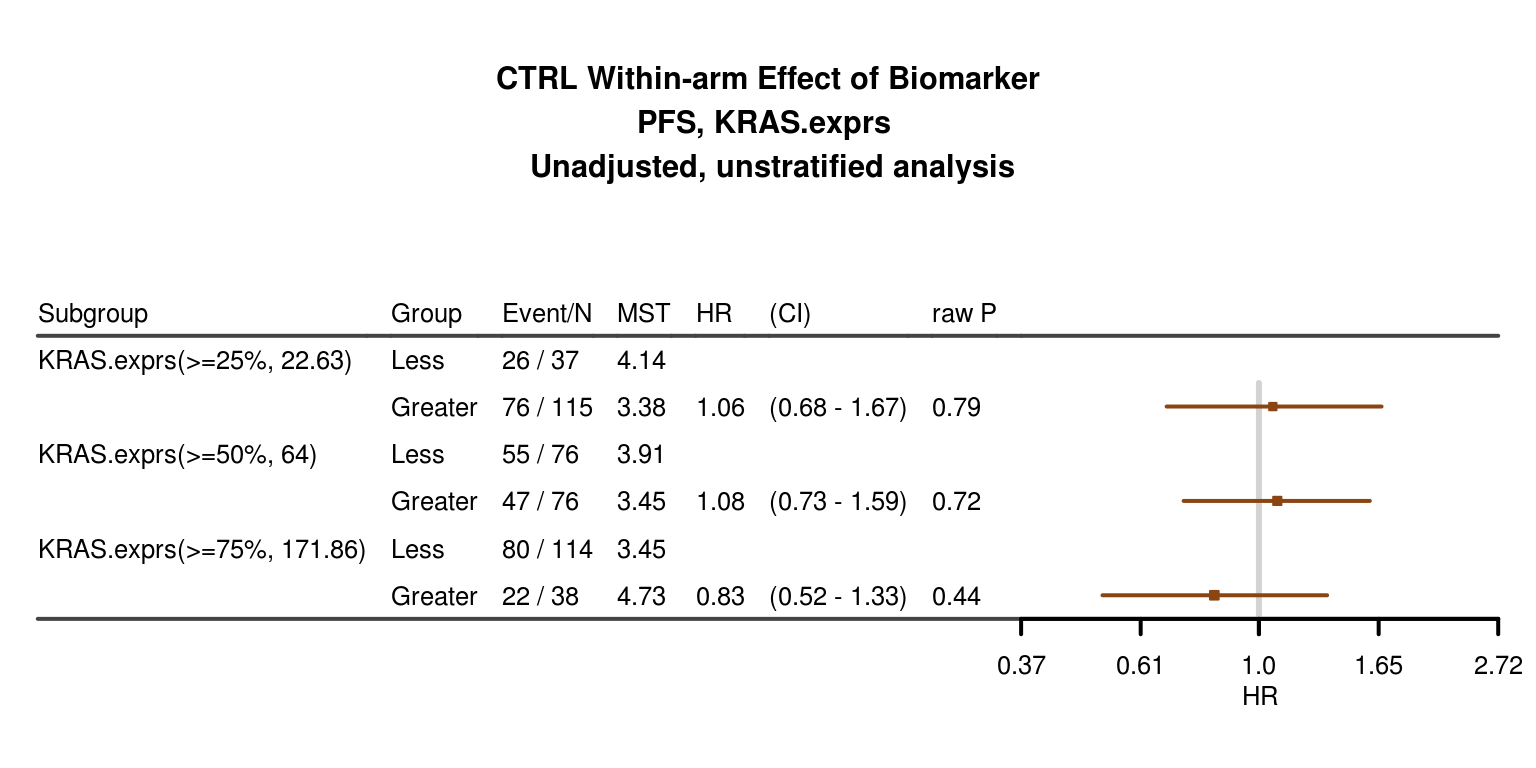 CTRL Within-arm Effect of Biomarker
PFS, KRAS.exprs
Unadjusted, unstratified analysis
Subgroup Group Event/N MST HR (CI) raw P
KRAS.exprs(>=25%, 22.63) Less 26 / 37 4.14
Greater 76 / 115 3.38 1.06 (0.68 - 1.67) 0.79
KRAS.exprs(>=50%, 64) Less 55 / 76 3.91
Greater 47 / 76 3.45 1.08 (0.73 - 1.59) 0.72
KRAS.exprs(>=75%, 171.86) Less 80 / 114 3.45
Greater 22 / 38 4.73 0.83 (0.52 - 1.33) 0.44
0.37 0.61 1.0 1.65 2.72
HR